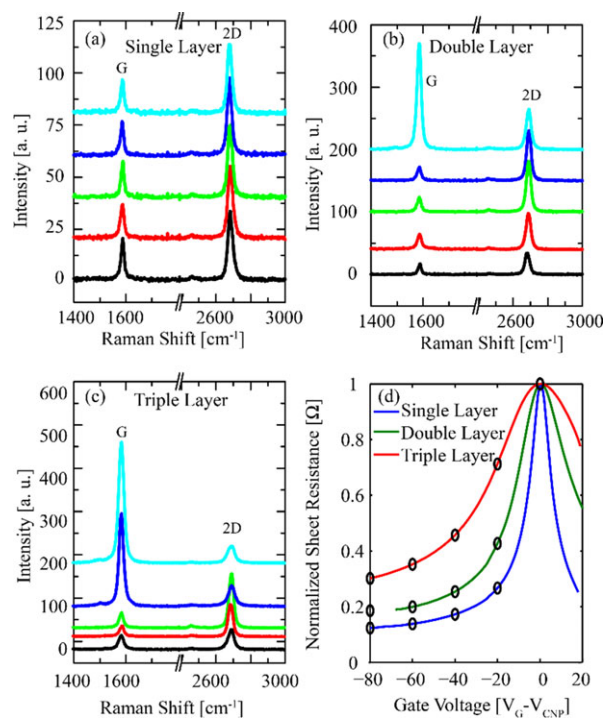 (a) Single Layer
G
2D
Intensity [a. u.]
125
100
75
50
25
0
1400
1600
2600
3000
Raman Shift [cm-1]
(b) Double Layer
G
2D
Intensity [a. u.]
400
300
200
100
0
1400
1600
2600
3000
Raman Shift [cm-1]
(c) Triple Layer
G
2D
Intensity [a. u.]
600
500
400
300
200
100
0
1400
1600
2600
3000
Raman Shift [cm-1]
(d)
Single Layer
Double Layer
Triple Layer
Normalized Sheet Resistance [Ω]
1
0.8
0.6
0.4
0.2
0
−80
−60
−40
−20
0
20
Gate Voltage [VG-VCNP]